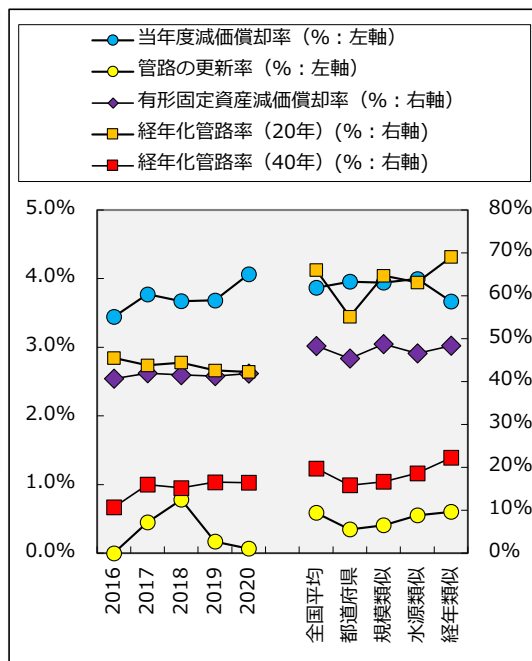 当年度減価償却率（%：左軸）
管路の更新率（%：左軸）
有形固定資産減価償却率（%：右軸）
経年化管路率（20年）(%：右軸)
経年化管路率（40年）(%：右軸)
5.0% 80%
70%
4.0%
60%
3.0% 50%
40%
2.0%
30%
1.0% 20%
10%
0.0% 0%
2016
2017
2018
2019
2020
全国平均
都道府県
規模類似
水源類似
経年類似